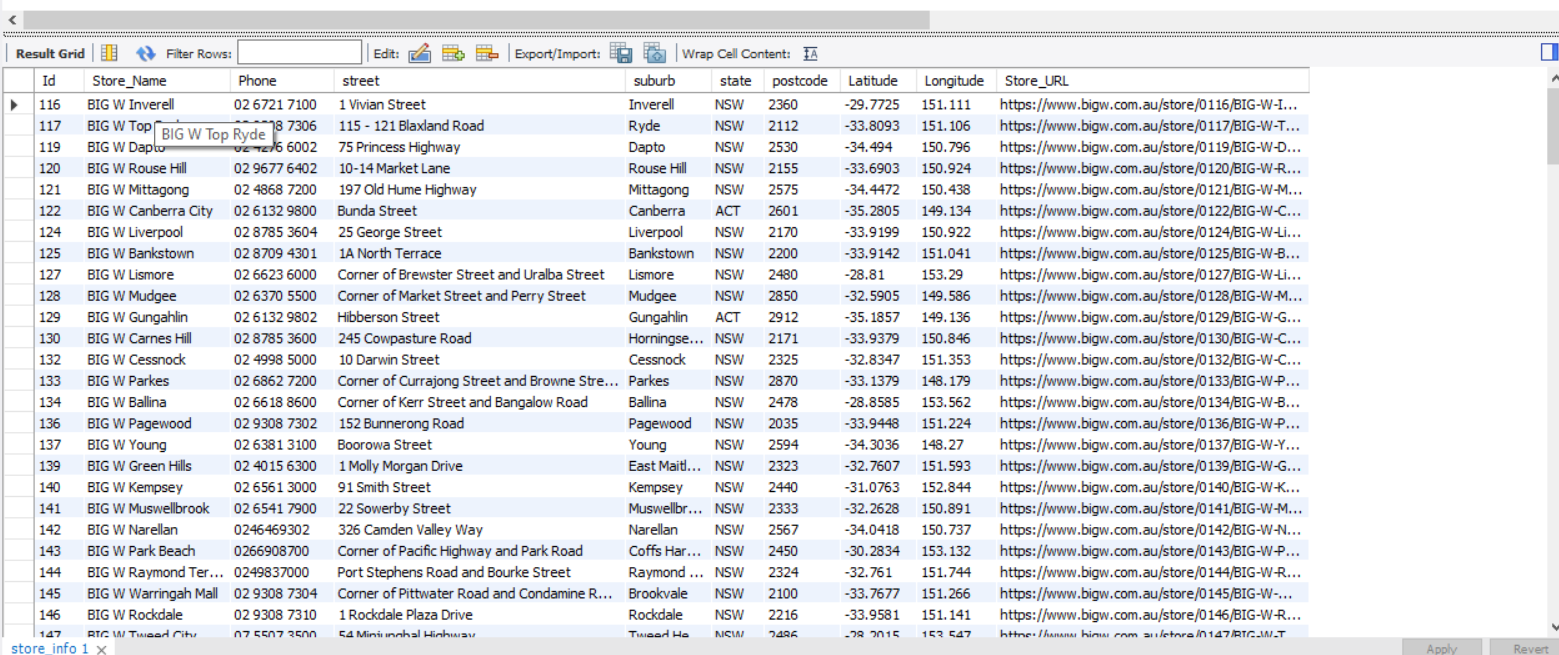 Result Grid Filter Rows: Edit: Export/Import: Wrap Cell Content:
Id Store_Name Phone street suburb state postcode Latitude Longitude Store_URL
116 BIG W Inverell 02 6721 7100 1 Vivian Street Inverell NSW 2360 -29.7725 151.111 https://www.bigw.com.au/store/0116/BIG-W-I...
117 BIG W Top 7306 115 - 121 Blaxland Road Ryde NSW 2112 -33.8093 151.106 https://www.bigw.com.au/store/0117/BIG-W-T...
BIG W Top Ryde
119 BIG W Dapto 02 4276 6002 75 Princess Highway Dapto NSW 2530 -34.494 150.796 https://www.bigw.com.au/store/0119/BIG-W-D...
120 BIG W Rouse Hill 02 9677 6402 10-14 Market Lane Rouse Hill NSW 2155 -33.6903 150.924 https://www.bigw.com.au/store/0120/BIG-W-R...
121 BIG W Mittagong 02 4868 7200 197 Old Hume Highway Mittagong NSW 2575 -34.4472 150.438 https://www.bigw.com.au/store/0121/BIG-W-M...
122 BIG W Canberra City 02 6132 9800 Bunda Street Canberra ACT 2601 -35.2805 149.134 https://www.bigw.com.au/store/0122/BIG-W-C...
124 BIG W Liverpool 02 8785 3604 25 George Street Liverpool NSW 2170 -33.9199 150.922 https://www.bigw.com.au/store/0124/BIG-W-Li...
125 BIG W Bankstown 02 8709 4301 1A North Terrace Bankstown NSW 2200 -33.9142 151.041 https://www.bigw.com.au/store/0125/BIG-W-B...
127 BIG W Lismore 02 6623 6000 Corner of Brewster Street and Uralba Street Lismore NSW 2480 -28.81 153.29 https://www.bigw.com.au/store/0127/BIG-W-Li...
128 BIG W Mudgee 02 6370 5500 Corner of Market Street and Perry Street Mudgee NSW 2850 -32.5905 149.586 https://www.bigw.com.au/store/0128/BIG-W-M...
129 BIG W Gungahlin 02 6132 9802 Hibberson Street Gungahlin ACT 2912 -35.1857 149.136 https://www.bigw.com.au/store/0129/BIG-W-G...
130 BIG W Carnes Hill 02 8785 3600 245 Cowpasture Road Horningse... NSW 2171 -33.9379 150.846 https://www.bigw.com.au/store/0130/BIG-W-C...
132 BIG W Cessnock 02 4998 5000 10 Darwin Street Cessnock NSW 2325 -32.8347 151.353 https://www.bigw.com.au/store/0132/BIG-W-C...
133 BIG W Parkes 02 6862 7200 Corner of Currajong Street and Browne Stre... Parkes NSW 2870 -33.1379 148.179 https://www.bigw.com.au/store/0133/BIG-W-P...
134 BIG W Ballina 02 6618 8600 Corner of Kerr Street and Bangalow Road Ballina NSW 2478 -28.8585 153.562 https://www.bigw.com.au/store/0134/BIG-W-B...
136 BIG W Pagewood 02 9308 7302 152 Bunnerong Road Pagewood NSW 2035 -33.9448 151.224 https://www.bigw.com.au/store/0136/BIG-W-P...
137 BIG W Young 02 6381 3100 Boorowa Street Young NSW 2594 -34.3036 148.27 https://www.bigw.com.au/store/0137/BIG-W-Y...
139 BIG W Green Hills 02 4015 6300 1 Molly Morgan Drive East Maitl... NSW 2323 -32.7607 151.593 https://www.bigw.com.au/store/0139/BIG-W-G...
140 BIG W Kempsey 02 6561 3000 91 Smith Street Kempsey NSW 2440 -31.0763 152.844 https://www.bigw.com.au/store/0140/BIG-W-K...
141 BIG W Muswellbrook 02 6541 7900 22 Sowerby Street Muswellbr... NSW 2333 -32.2628 150.891 https://www.bigw.com.au/store/0141/BIG-W-M...
142 BIG W Narellan 0246469302 326 Camden Valley Way Narellan NSW 2567 -34.0418 150.737 https://www.bigw.com.au/store/0142/BIG-W-N...
143 BIG W Park Beach 0266908700 Corner of Pacific Highway and Park Road Coffs Har... NSW 2450 -30.2834 153.132 https://www.bigw.com.au/store/0143/BIG-W-P...
144 BIG W Raymond Ter... 0249837000 Port Stephens Road and Bourke Street Raymond ... NSW 2324 -32.761 151.744 https://www.bigw.com.au/store/0144/BIG-W-R...
145 BIG W Warringah Mall 02 9308 7304 Corner of Pittwater Road and Condamine R... Brookvale NSW 2100 -33.7677 151.266 https://www.bigw.com.au/store/0145/BIG-W-...
146 BIG W Rockdale 02 9308 7310 1 Rockdale Plaza Drive Rockdale NSW 2216 -33.9581 151.141 https://www.bigw.com.au/store/0146/BIG-W-R...
147 BIG W Tweed City 07 5507 3500 54 Minjungbal Highway Tweed He... NSW 2486 -28.2015 153.547 https://www.bigw.com.au/store/0147/BIG-W-T...
store_info 1 Apply Revert